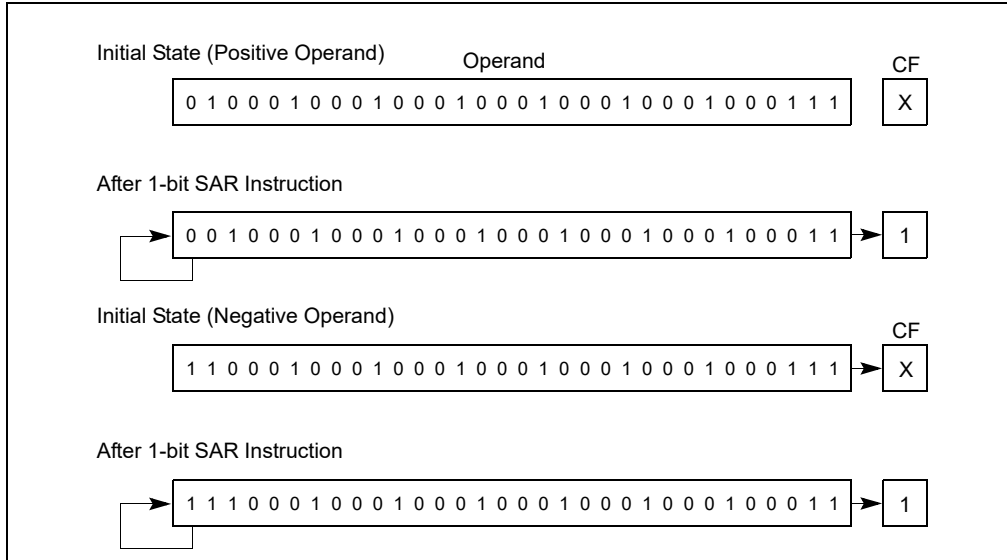 Initial State (Positive Operand)
Operand
CF
0 1 0 0 0 1 0 0 0 1 0 0 0 1 0 0 0 1 0 0 0 1 0 0 0 1 0 0 0 1 1 1
X
After 1-bit SAR Instruction
0 0 1 0 0 0 1 0 0 0 1 0 0 0 1 0 0 0 1 0 0 0 1 0 0 0 1 0 0 0 1 1
1
Initial State (Negative Operand)
CF
1 1 0 0 0 1 0 0 0 1 0 0 0 1 0 0 0 1 0 0 0 1 0 0 0 1 0 0 0 1 1 1
X
After 1-bit SAR Instruction
1 1 1 0 0 0 1 0 0 0 1 0 0 0 1 0 0 0 1 0 0 0 1 0 0 0 1 0 0 0 1 1
1